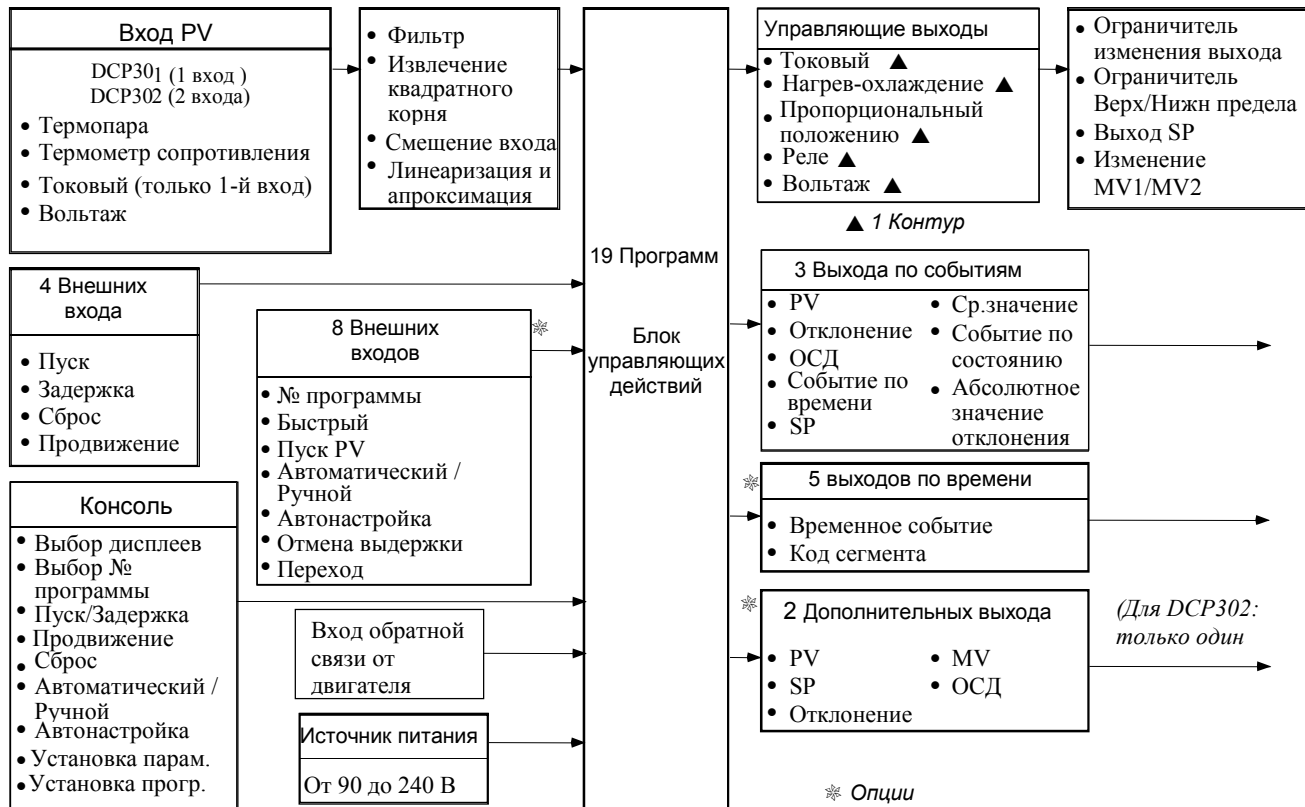 Вход PV
DCP301 (1 вход )
DCP302 (2 входа)
• Термопара
• Термометр сопротивления
• Токовый (только 1-й вход)
• Вольтаж
• Фильтр
• Извлечение
квадратного
корня
• Смещение входа
• Линеаризация и
апроксимация
4 Внешних
входа
• Пуск
• Задержка
• Сброс
• Продвижение
8 Внешних
входов
• № программы
• Быстрый
• Пуск PV
• Автоматический /
Ручной
• Автонастройка
• Отмена выдержки
• Переход
Консоль
• Выбор дисплеев
• Выбор №
программы
• Пуск/Задержка
• Продвижение
• Сброс
• Автоматический /
Ручной
• Автонастройка
• Установка парам.
• Установка прогр.
Вход обратной
связи от
двигателя
Источник питания
От 90 до 240 В
19 Программ
Блок
управляющих
действий
Управляющие выходы
• Токовый ▲
• Нагрев-охлаждение ▲
• Пропорциональный
положению ▲
• Реле ▲
• Вольтаж ▲
▲ 1 Контур
• Ограничитель
изменения выхода
• Ограничитель
Верх/Нижн предела
• Выход SP
• Изменение
MV1/MV2
3 Выхода по событиям
• PV
• Отклонение
• ОСД
• Событие по
времени
• SP
• Ср.значение
• Событие по
состоянию
• Абсолютное
значение
отклонения
5 выходов по времени
• Временное событие
• Код сегмента
2 Дополнительных выхода
• PV
• SP
• Отклонение
• MV
• ОСД
(Для DCP302:
только один
❋ Опции